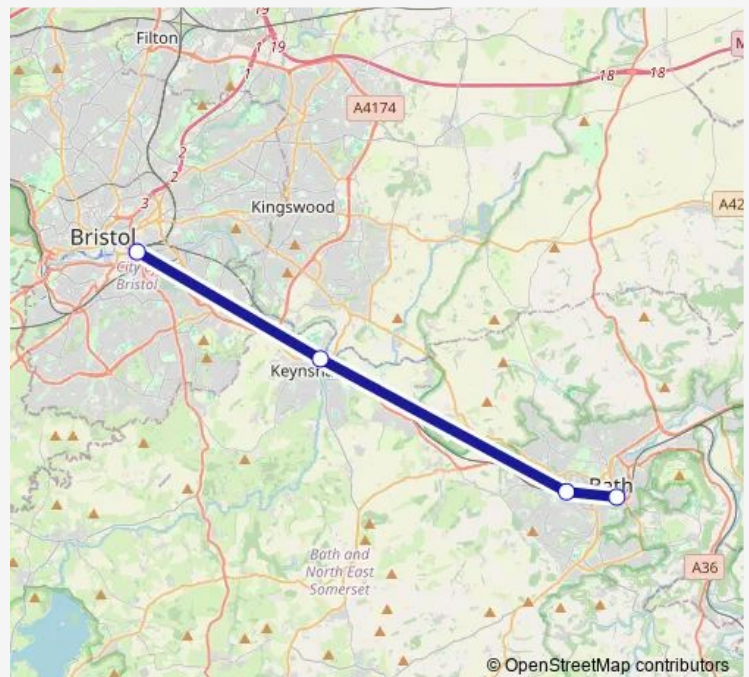 19
Filton
19
1
1
18
18
M
A4174
2
2
3
Kingswood
A42
Bristol
City of
Bristol
Keynsh
Bath
Bath and
North East
Somerset
A36
© OpenStreetMap contributors